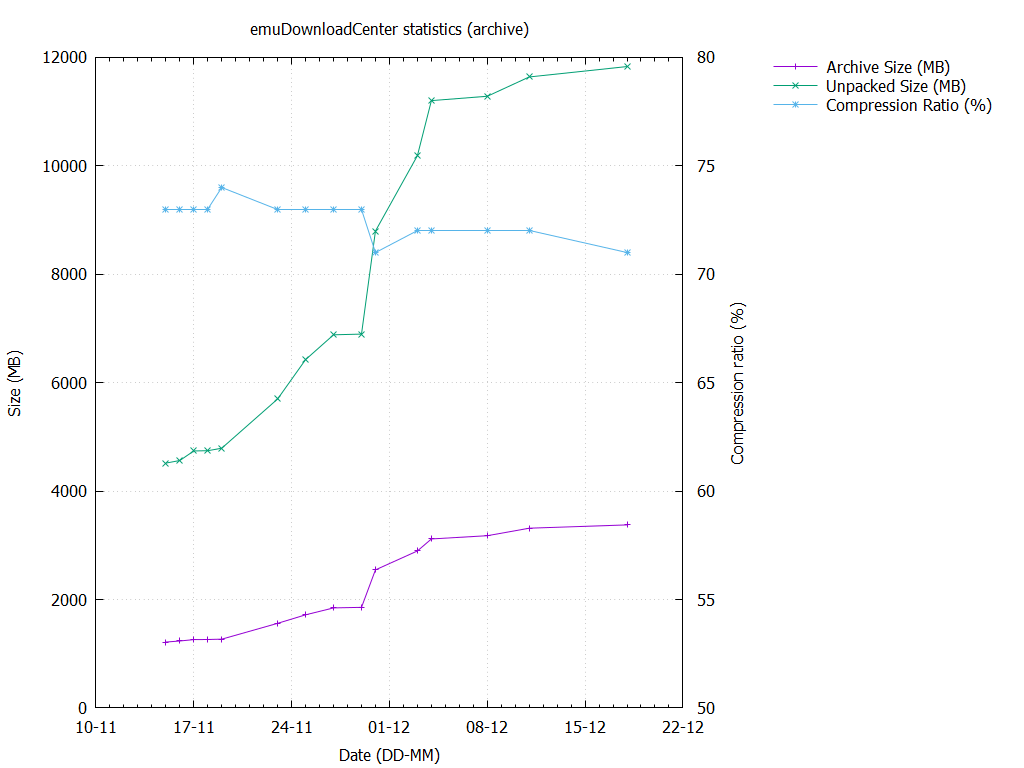 emuDownloadCenter statistics (archive)
Archive Size (MB)
Unpacked Size (MB)
Compression Ratio (%)
12000
10000
8000
6000
4000
2000
0
80
75
70
65
60
55
50
Size (MB)
Compression ratio (%)
10-11 17-11 24-11 01-12 08-12 15-12 22-12
Date (DD-MM)